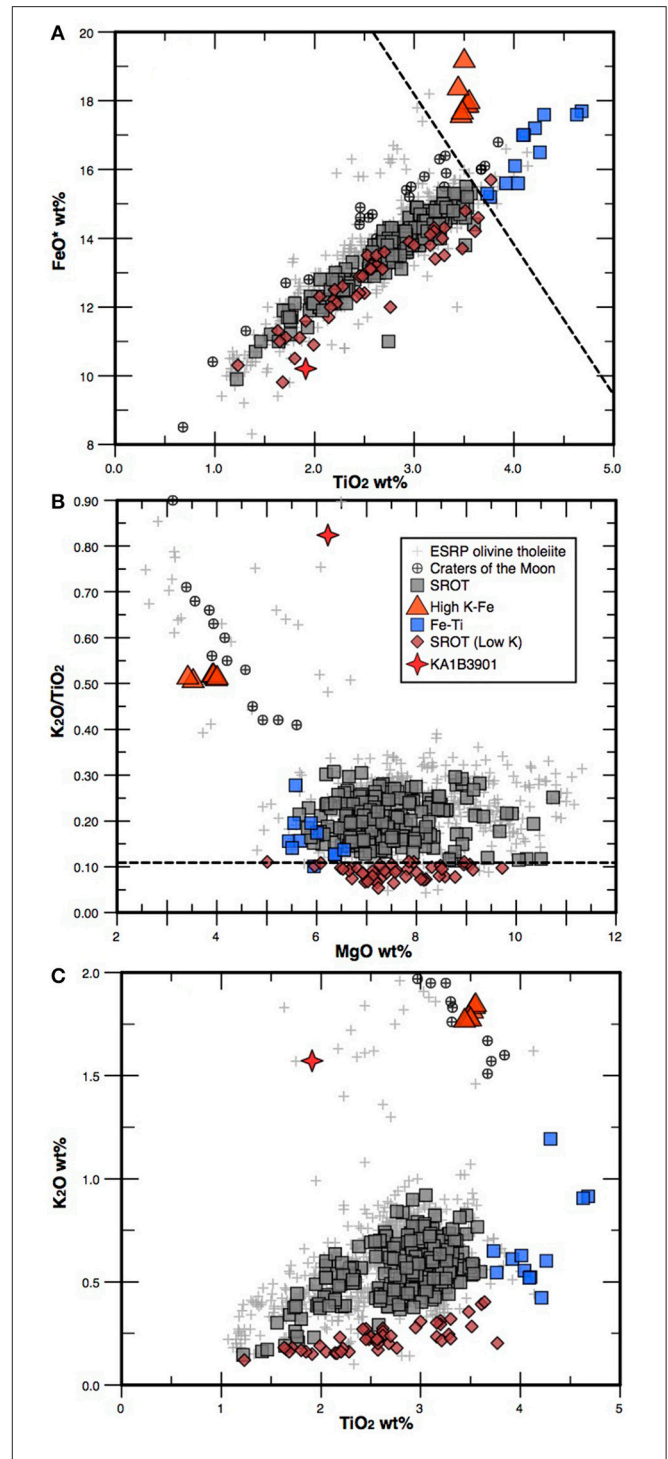 A
20
18
16
14
12
10
8
FeO* wt%
0.0 1.0 2.0 3.0 4.0 5.0
TiO2 wt%
B
0.90
0.80
0.70
0.60
0.50
0.40
0.30
0.20
0.10
0.00
K2O/TiO2
ESRP olivine tholeiite
Craters of the Moon
SROT
High K-Fe
Fe-Ti
SROT (Low K)
KA1B3901
2 4 6 8 10 12
MgO wt%
C
2.0
1.5
1.0
0.5
0.0
K2O wt%
0 1 2 3 4 5
TiO2 wt%